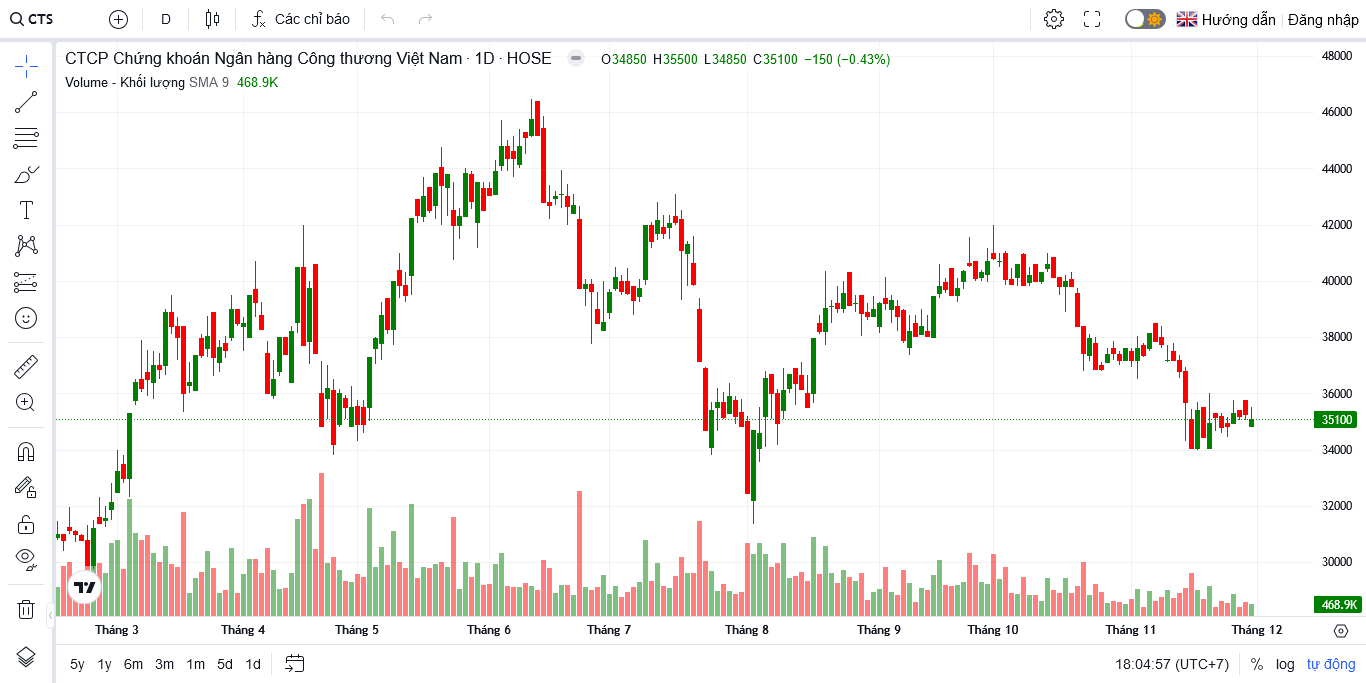 CTS D Các chỉ báo Hướng dẫn Đăng nhập
CTCP Chứng khoán Ngân hàng Công thương Việt Nam · 1D · HOSE O34850 H35500 L34850 C35100 −150 (−0.43%)
Volume - Khối lượng SMA 9 468.9K
48000
46000
44000
42000
40000
38000
36000
35100
34000
32000
30000
468.9K
Tháng 3 Tháng 4 Tháng 5 Tháng 6 Tháng 7 Tháng 8 Tháng 9 Tháng 10 Tháng 11 Tháng 12
5y 1y 6m 3m 1m 5d 1d 18:04:57 (UTC+7) % log tự động